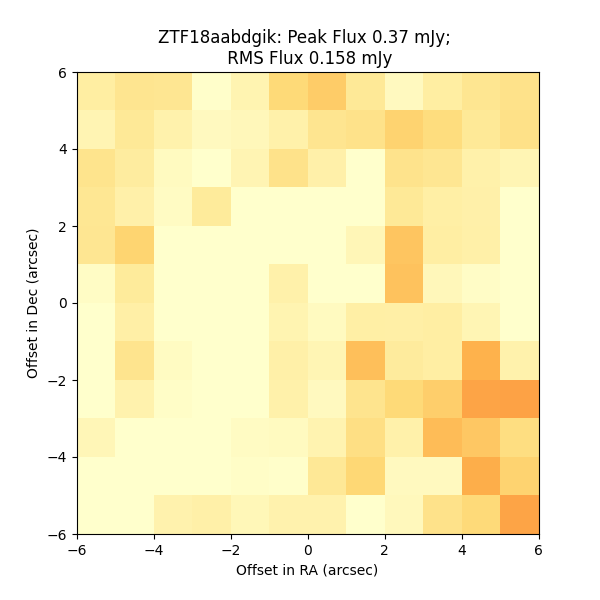 ZTF18aabdgik: Peak Flux 0.37 mJy;
RMS Flux 0.158 mJy
6
4
2
0
−2
−4
−6
Offset in Dec (arcsec)
−6 −4 −2 0 2 4 6
Offset in RA (arcsec)